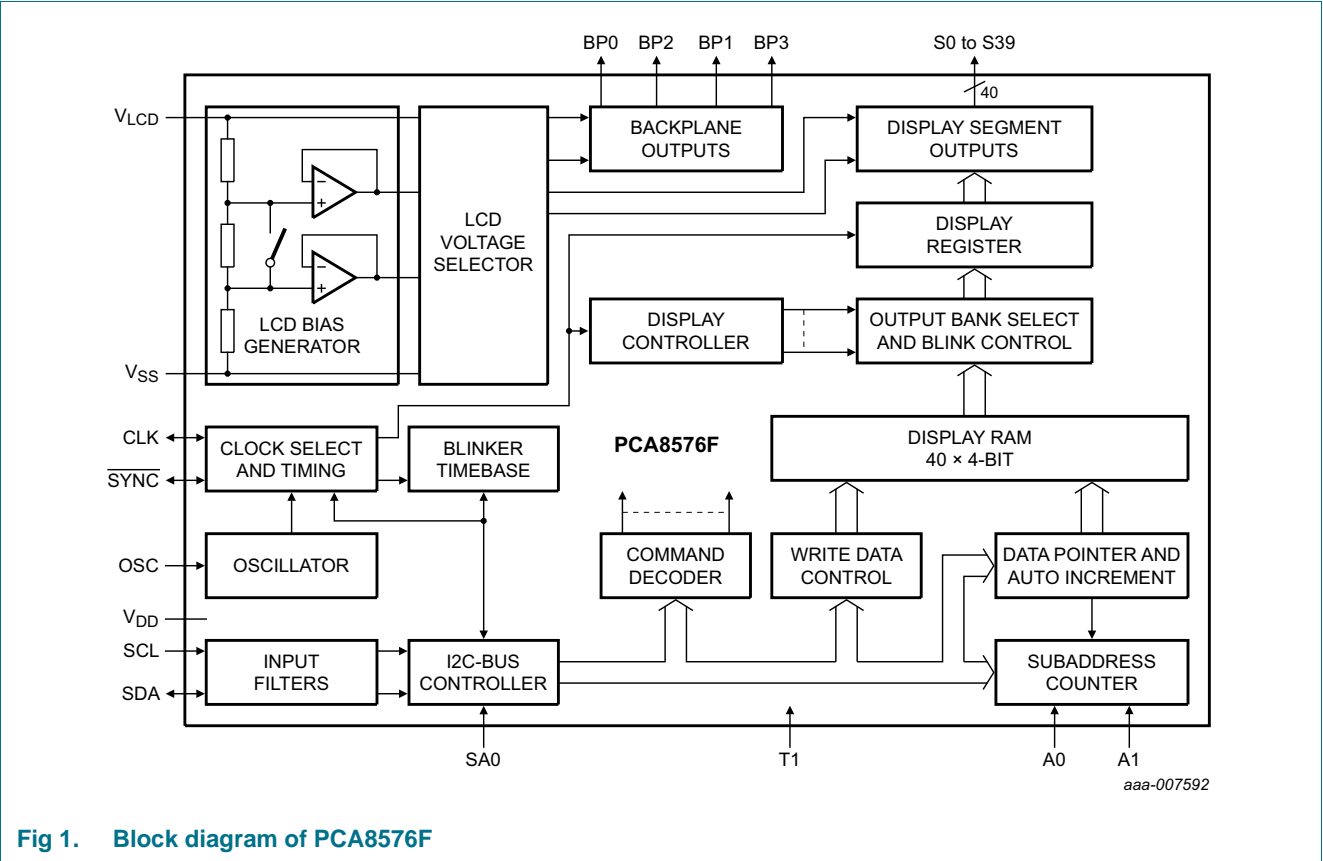 BP0 BP2 BP1 BP3 S0 to S39
40
VLCD
BACKPLANE
OUTPUTS
DISPLAY SEGMENT
OUTPUTS
−
+
LCD
VOLTAGE
SELECTOR
DISPLAY
REGISTER
−
+
LCD BIAS
GENERATOR
DISPLAY
CONTROLLER
OUTPUT BANK SELECT
AND BLINK CONTROL
VSS
CLK
SYNC
CLOCK SELECT
AND TIMING
BLINKER
TIMEBASE
PCA8576F
DISPLAY RAM
40 × 4-BIT
OSC
OSCILLATOR
COMMAND
DECODER
WRITE DATA
CONTROL
DATA POINTER AND
AUTO INCREMENT
VDD
SCL
SDA
INPUT
FILTERS
I2C-BUS
CONTROLLER
SUBADDRESS
COUNTER
SA0 T1 A0 A1
aaa-007592
Fig 1. Block diagram of PCA8576F